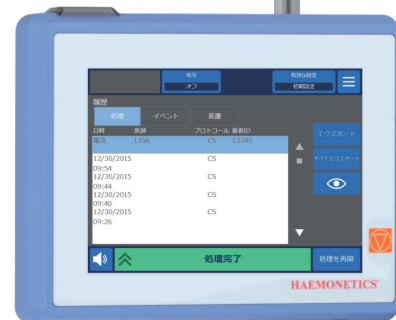 吸引
オフ
有効な設定
初期設定
履歴
処理 イベント 装置
日時 医師 プロトコール 患者ID
電流 LISA CS 12345
12/30/2015 CS
09:54
12/30/2015 CS
09:44
12/30/2015 CS
09:40
12/30/2015 CS
09:26
エクスポート
すべてエクスポート
処理完了
処理を再開
HAEMONETICS®